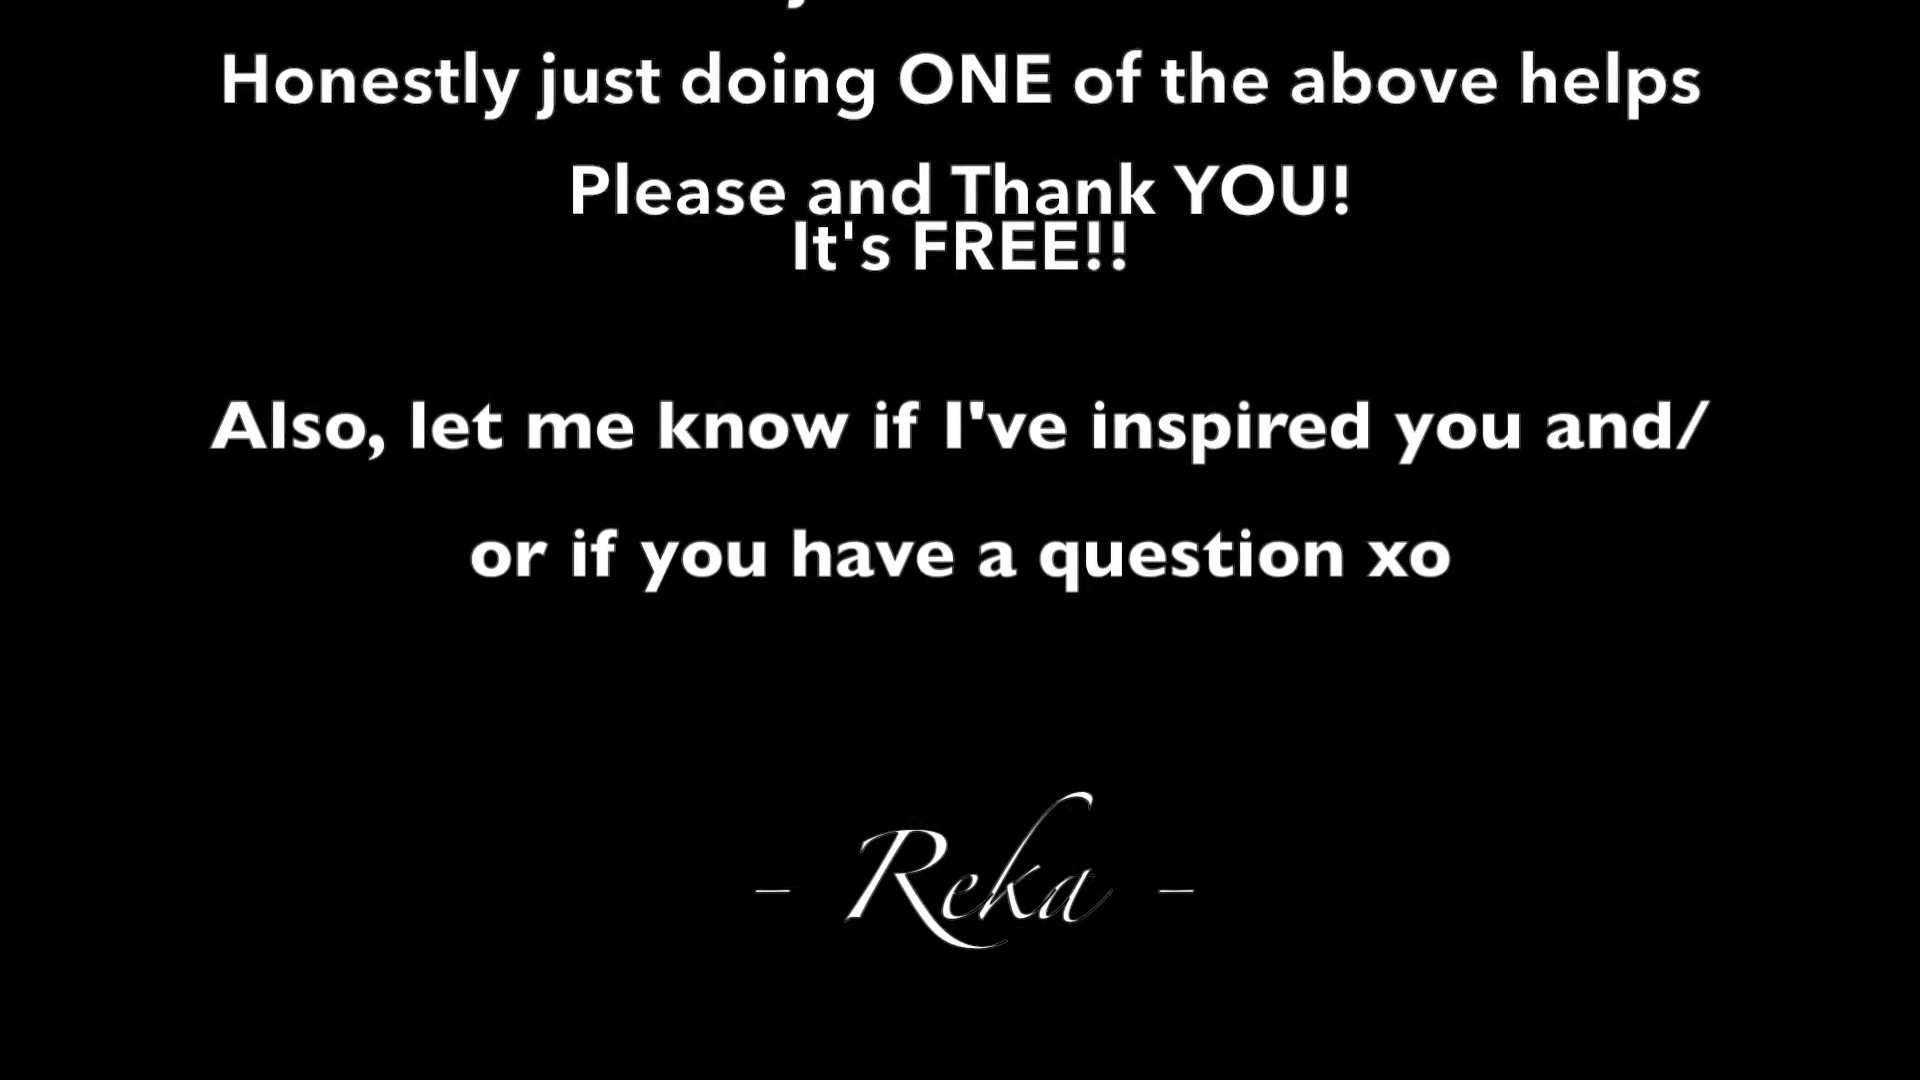 Honestly just doing ONE of the above helps
Please and Thank YOU!
It's FREE!!
Also, let me know if I've inspired you and/
or if you have a question xo
- Reka -